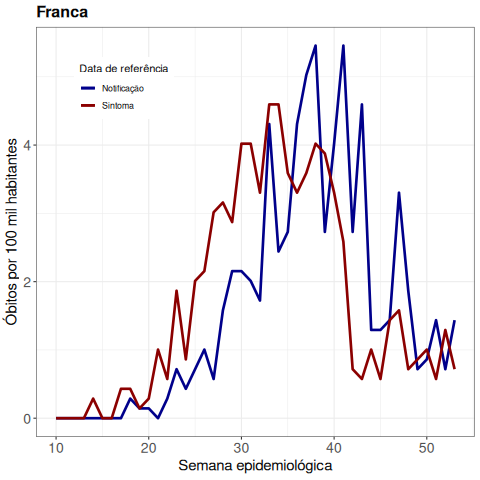 Franca
Data de referência
Notificação
Sintoma
Óbitos por 100 mil habitantes
4
2
0
10 20 30 40 50
Semana epidemiológica